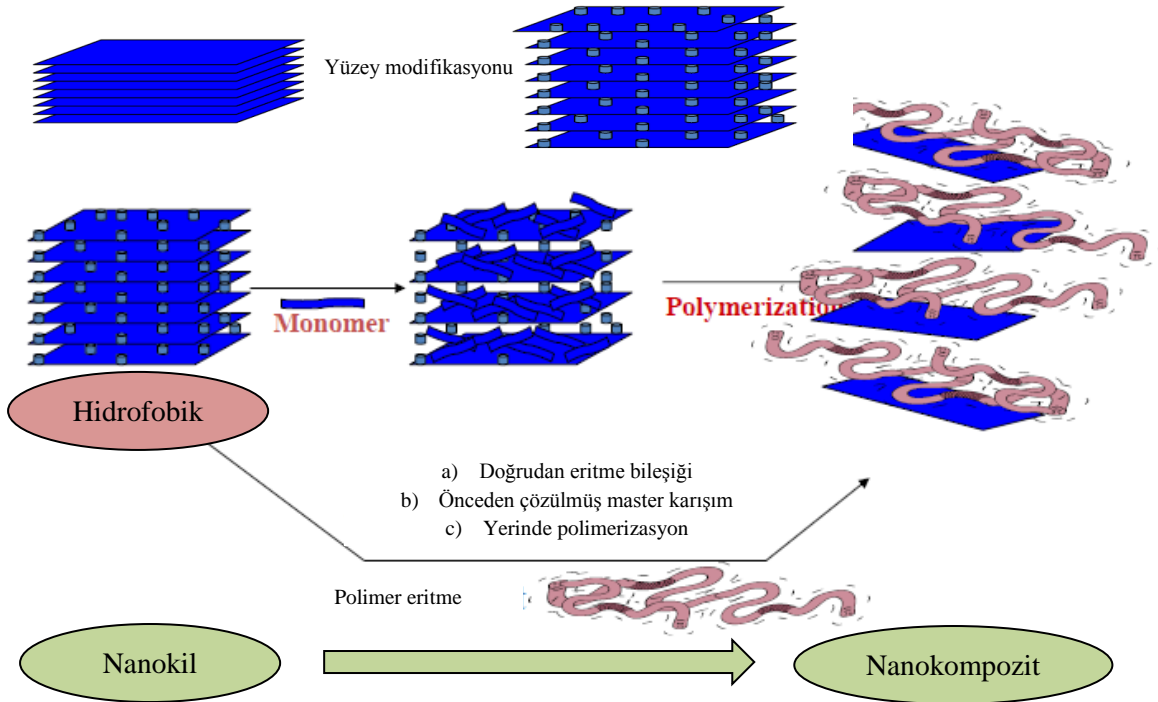 Yüzey modifikasyonu
Monomer
Polymerization
Hidrofobik
a) Doğrudan eritme bileşiği
b) Önceden çözülmüş master karışım
c) Yerinde polimerizasyon
Polimer eritme
Nanokil
Nanokompozit